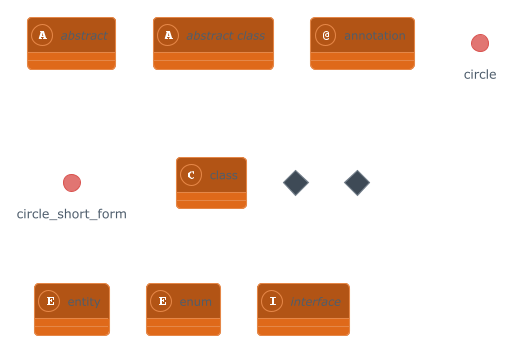 A abstract
A abstract class
@ annotation
circle
circle_short_form
C class
E entity
E enum
I interface